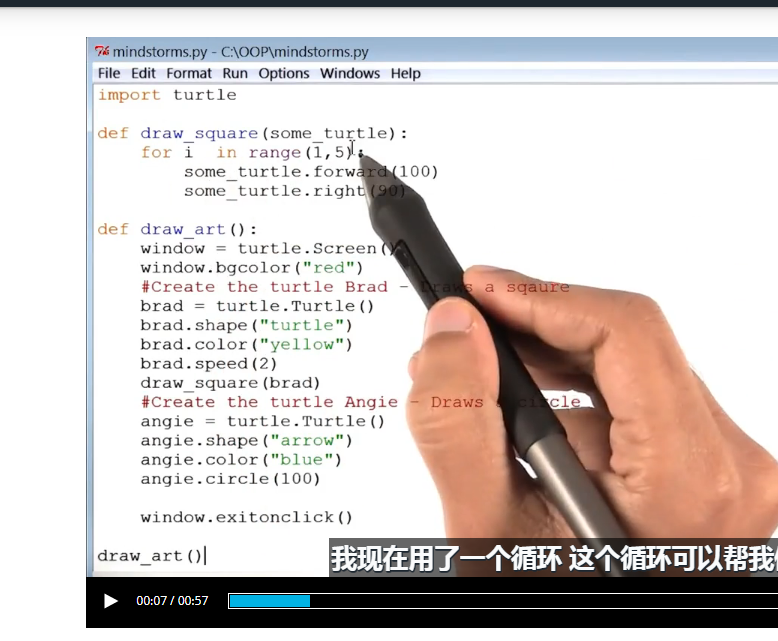 mindstorms.py - C:\OOP\mindstorms.py
File Edit Format Run Options Windows Help
import turtle
def draw_square(some_turtle):
    for i  in range(1,5):
        some_turtle.forward(100)
        some_turtle.right(90)
def draw_art():
    window = turtle.Screen()
    window.bgcolor("red")
    #Create the turtle Brad - Draws a sqaure
    brad = turtle.Turtle()
    brad.shape("turtle")
    brad.color("yellow")
    brad.speed(2)
    draw_square(brad)
    #Create the turtle Angie - Draws a circle
    angie = turtle.Turtle()
    angie.shape("arrow")
    angie.color("blue")
    angie.circle(100)
    window.exitonclick()
draw_art()
我现在用了一个循环 这个循环可以帮我
00:07 / 00:57